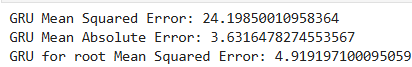 GRU Mean Squared Error: 24.19850010958364
GRU Mean Absolute Error: 3.6316478274553567
GRU for root Mean Squared Error: 4.919197100095059